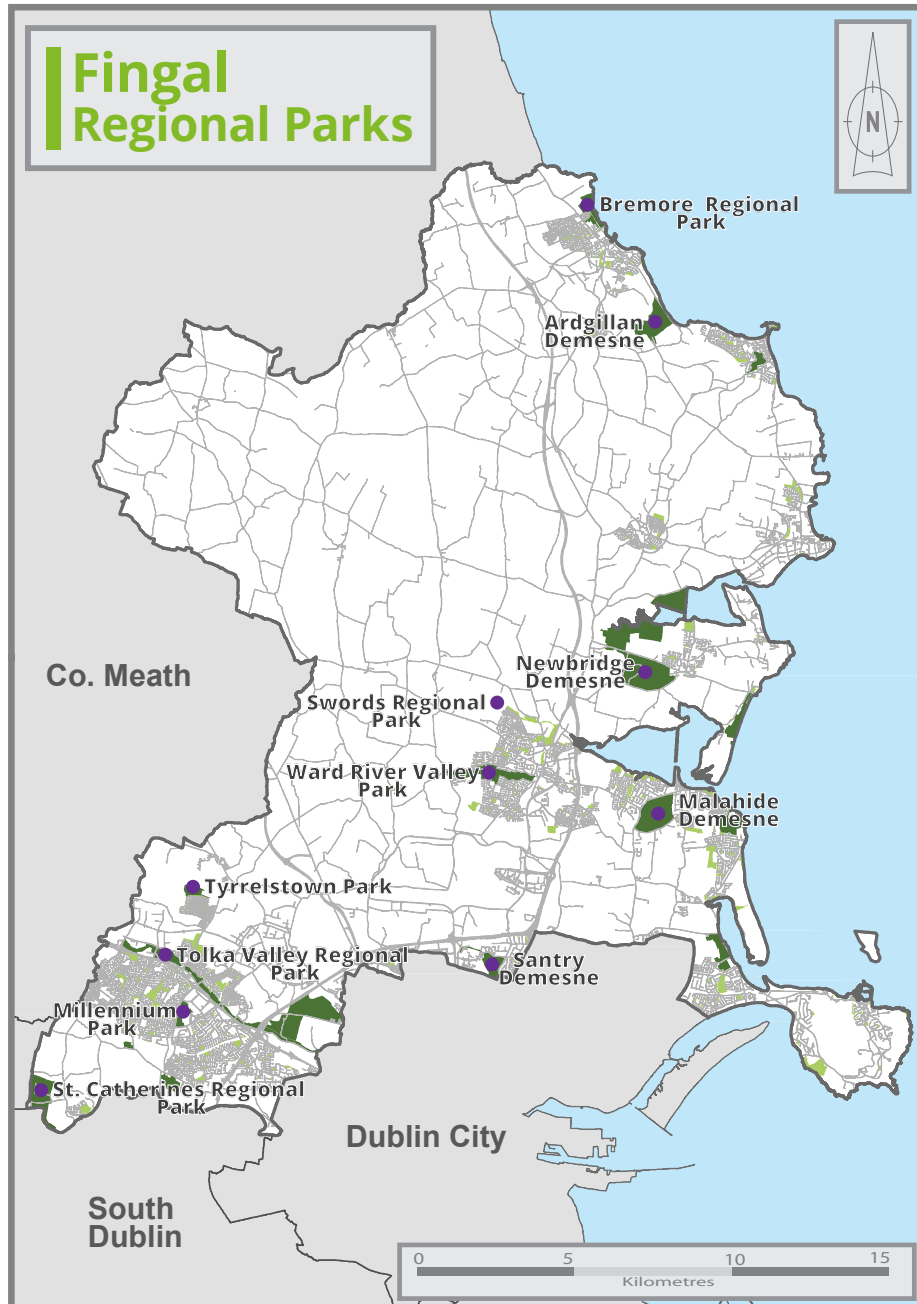 Fingal
Regional Parks
N
Bremore Regional
Park
Ardgillan
Demesne
Newbridge
Demesne
Co. Meath
Swords Regional
Park
Ward River Valley
Park
Malahide
Demesne
Tyrrelstown Park
Tolka Valley Regional
Park
Santry
Demesne
Millennium
Park
St. Catherines Regional
Park
Dublin City
South
Dublin
0 5 10 15
Kilometres